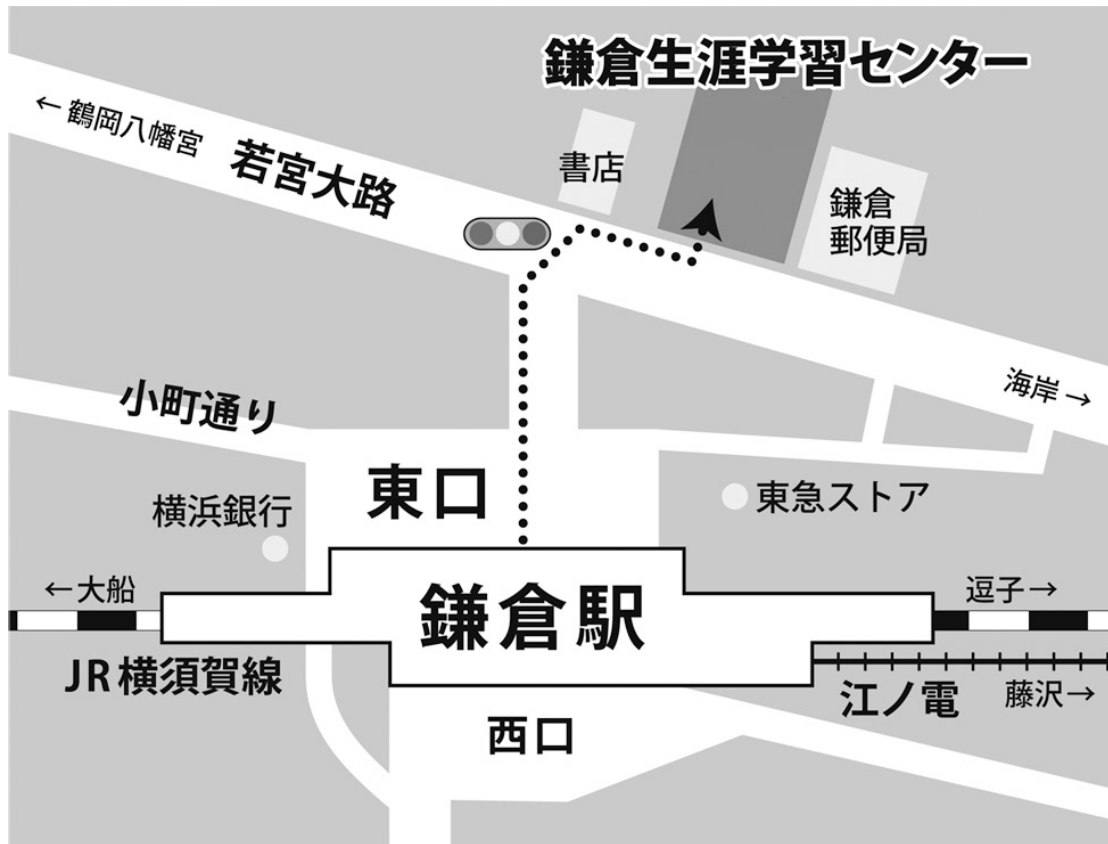 鎌倉生涯学習センター
← 鶴岡八幡宮
若宮大路
書店
鎌倉
郵便局
海岸 →
小町通り
東口
横浜銀行
東急ストア
← 大船
鎌倉駅
逗子 →
JR横須賀線
江ノ電
藤沢 →
西口